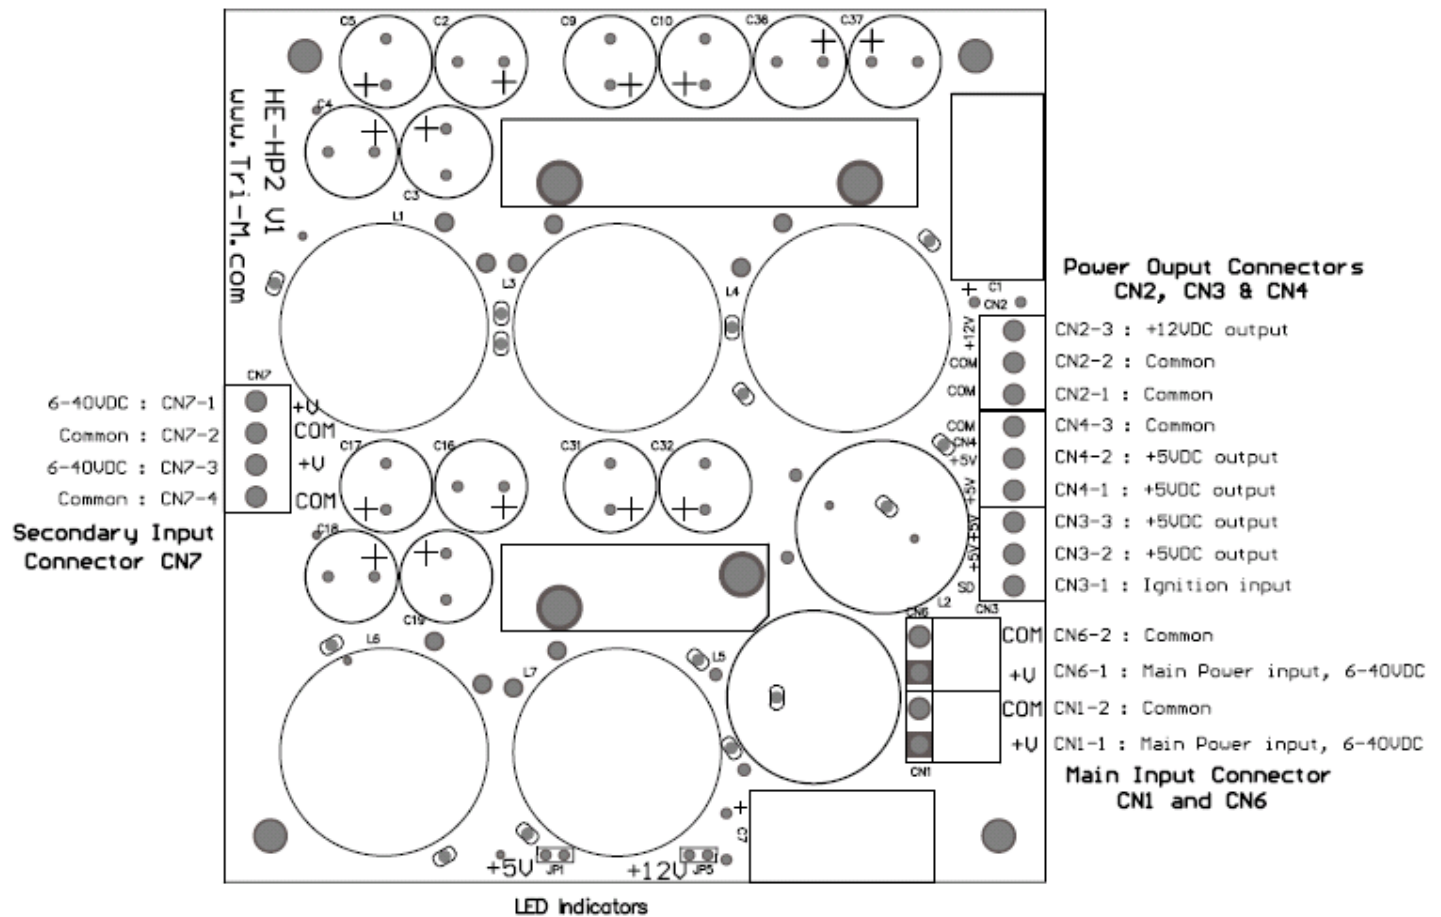 C5
C2
C9
C10
C36
C37
HE-HP2 V1
www.Tri-M.com
C4
C3
L1
L3
L4
Power Ouput Connectors
CN2, CN3 & CN4
+
C1
CN2
+12V
COM
COM
COM
CN4
+5V
+5V
+5V
+5V
SD
CN2-3 : +12VDC output
CN2-2 : Common
CN2-1 : Common
CN4-3 : Common
CN4-2 : +5VDC output
CN4-1 : +5VDC output
CN3-3 : +5VDC output
CN3-2 : +5VDC output
CN3-1 : Ignition input
CN7
6-40VDC : CN7-1
+V
Common : CN7-2
COM
6-40VDC : CN7-3
+V
Common : CN7-4
COM
Secondary Input
Connector CN7
C17
C16
C31
C32
C18
C19
L2
CN3
CN6
COM
CN6-2 : Common
+V
CN6-1 : Main Power input, 6-40VDC
COM
CN1-2 : Common
+V
CN1-1 : Main Power input, 6-40VDC
CN1
Main Input Connector
CN1 and CN6
L6
L7
L5
+
C7
+5V
JP1
+12V
JP5
LED Indicators